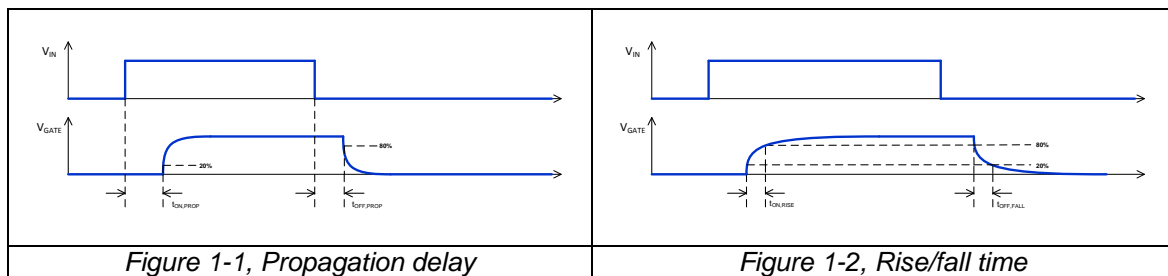 V_IN
V_GATE
20%
80%
t_ON,PROP
t_OFF,PROP
Figure 1-1, Propagation delay
V_IN
V_GATE
80%
20%
t_ON,RISE
t_OFF,FALL
Figure 1-2, Rise/fall time